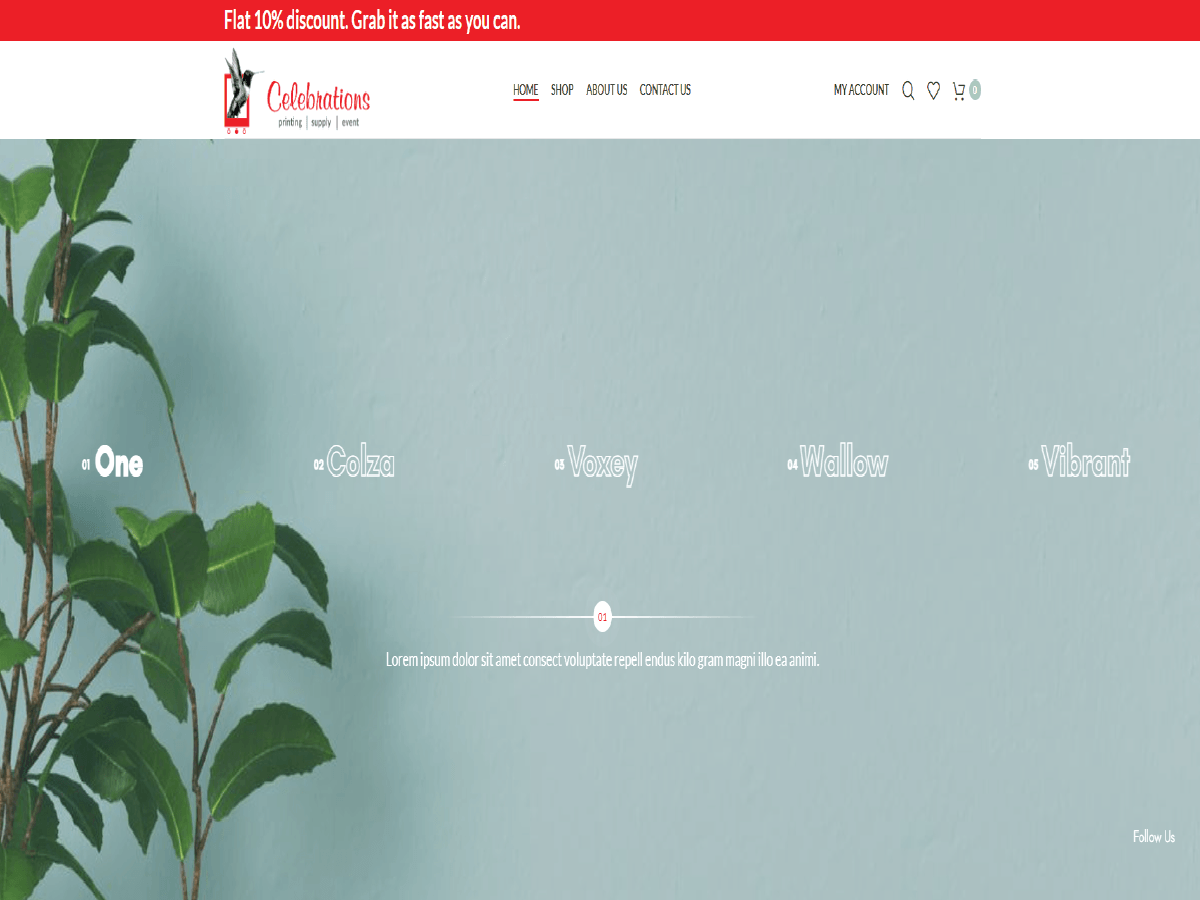 Flat 10% discount. Grab it as fast as you can.
Celebrations
printing | supply | event
HOME SHOP ABOUT US CONTACT US
MY ACCOUNT 0
01 One 02 Colza 03 Voxey 04 Wallow 05 Vibrant
01
Lorem ipsum dolor sit amet consect voluptate repell endus kilo gram magni illo ea animi.
Follow Us